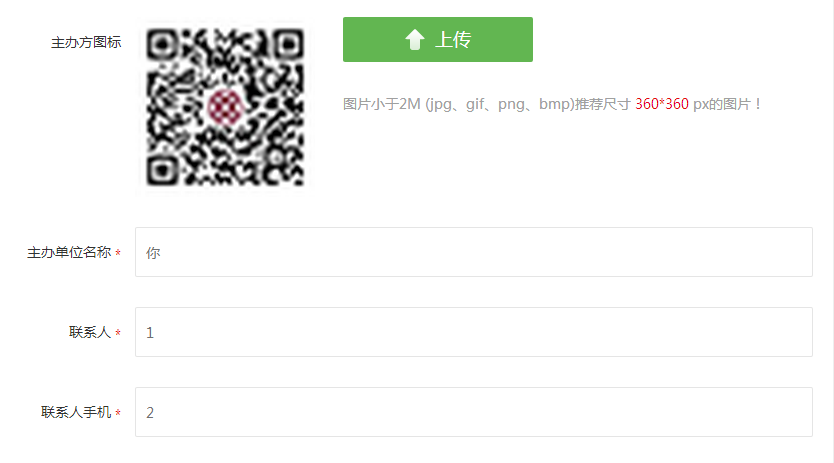 主办方图标
上传
图片小于2M (jpg、gif、png、bmp)推荐尺寸 360*360 px的图片！
主办单位名称 *
你
联系人 *
1
联系人手机 *
2